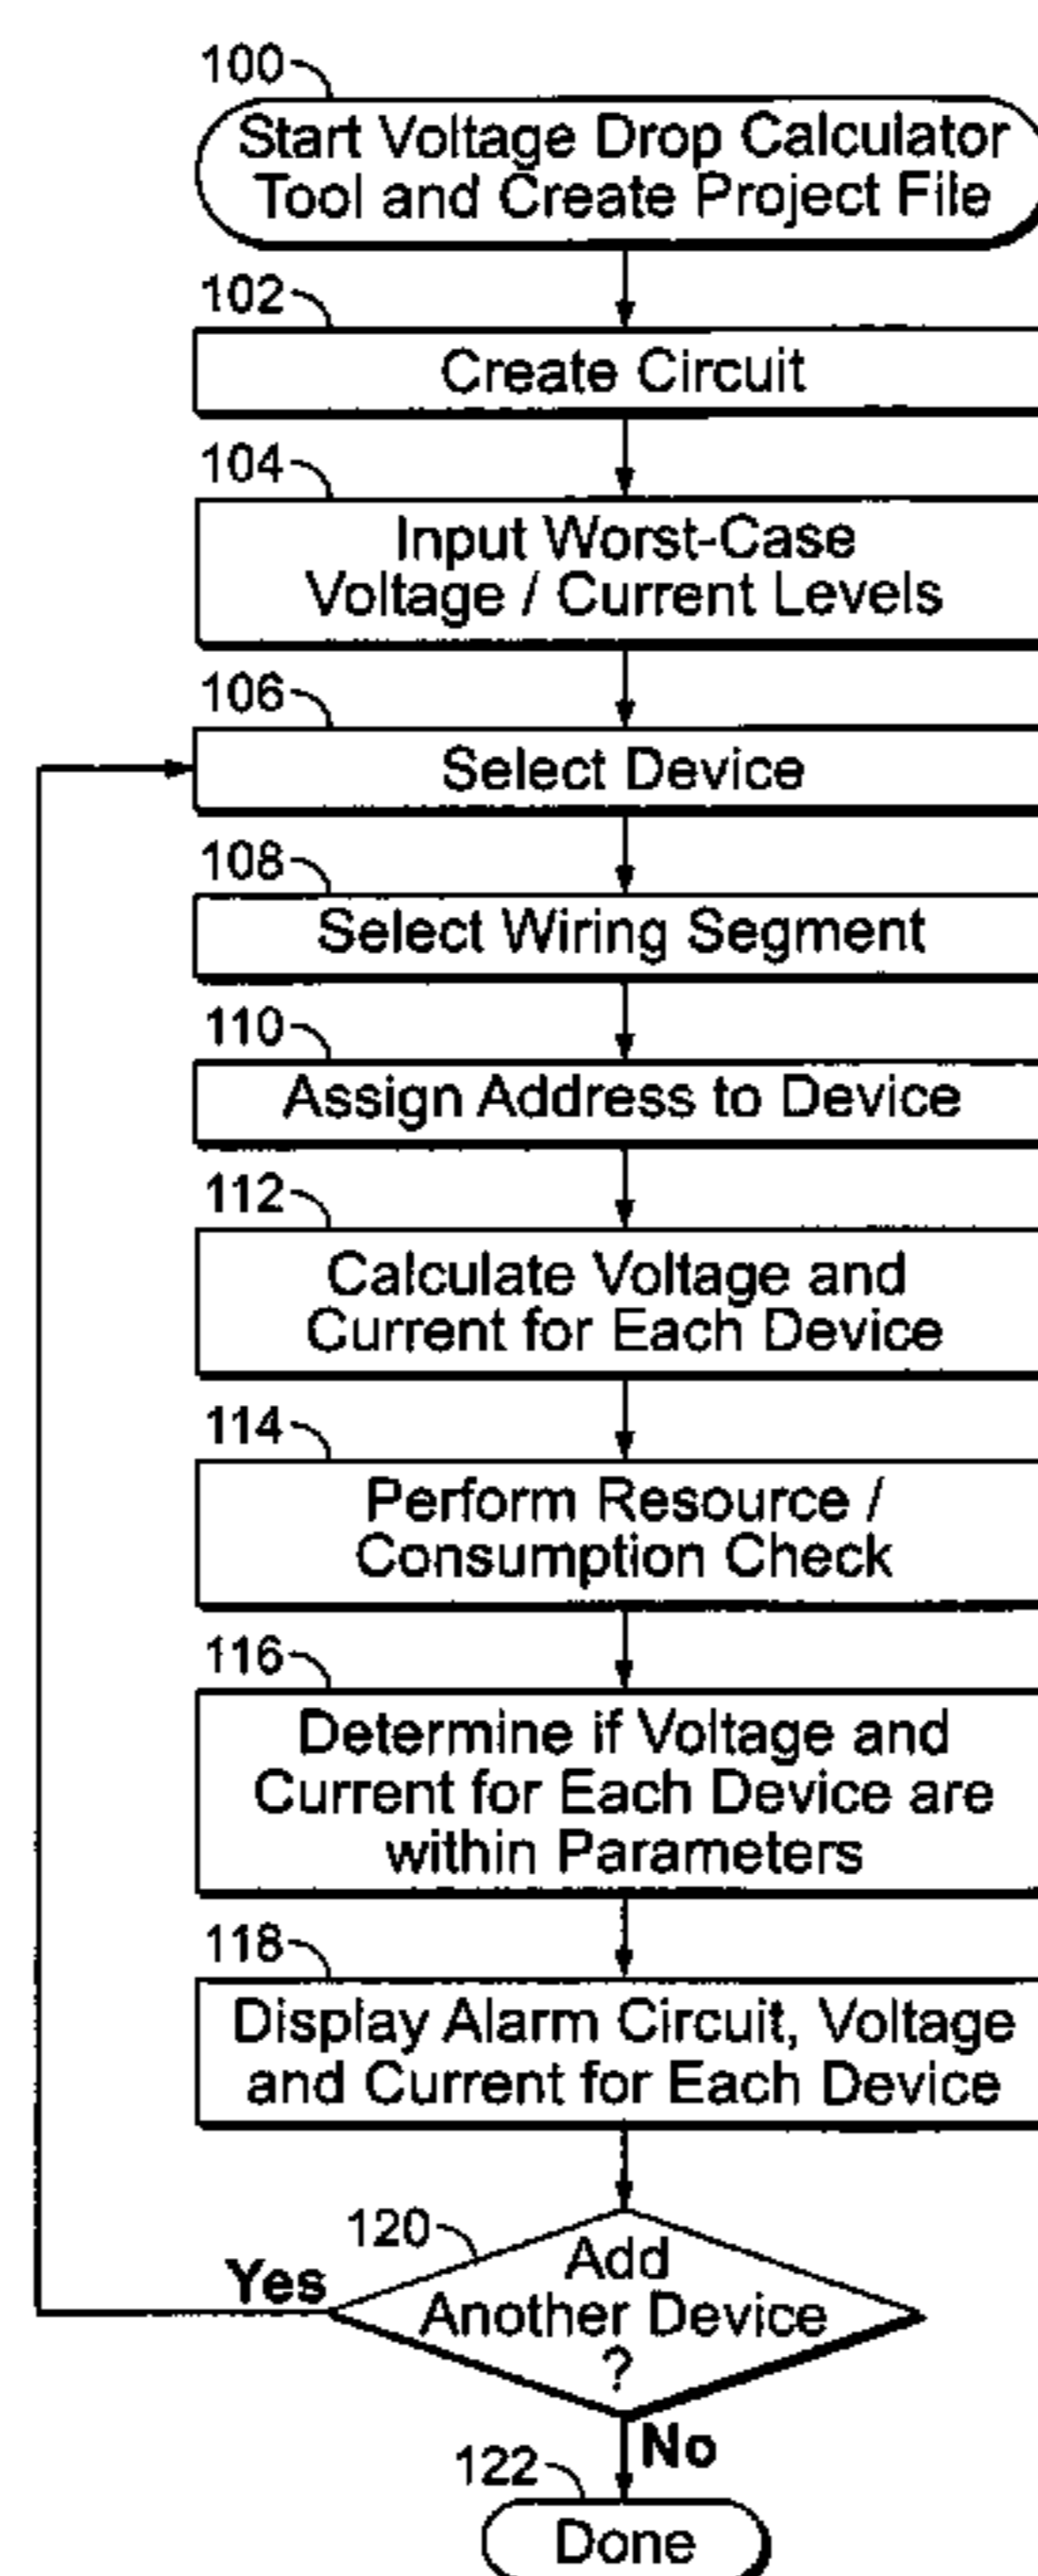 100
Start Voltage Drop Calculator
Tool and Create Project File
102
Create Circuit
104
Input Worst-Case
Voltage / Current Levels
106
Select Device
108
Select Wiring Segment
110
Assign Address to Device
112
Calculate Voltage and
Current for Each Device
114
Perform Resource /
Consumption Check
116
Determine if Voltage and
Current for Each Device are
within Parameters
118
Display Alarm Circuit, Voltage
and Current for Each Device
120
Add
Another Device
?
Yes
No
122
Done